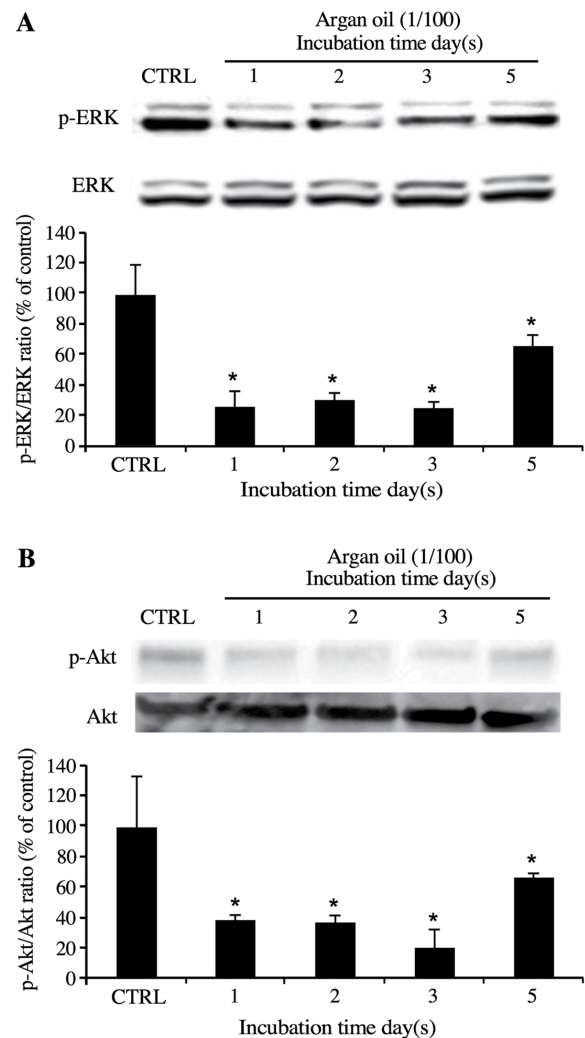 A
Argan oil (1/100)
Incubation time day(s)
CTRL 1 2 3 5
p-ERK
ERK
p-ERK/ERK ratio (% of control)
140
120
100
80
60
40
20
0
* * * *
CTRL 1 2 3 5
Incubation time day(s)
B
Argan oil (1/100)
Incubation time day(s)
CTRL 1 2 3 5
p-Akt
Akt
p-Akt/Akt ratio (% of control)
140
120
100
80
60
40
20
0
* * * *
CTRL 1 2 3 5
Incubation time day(s)